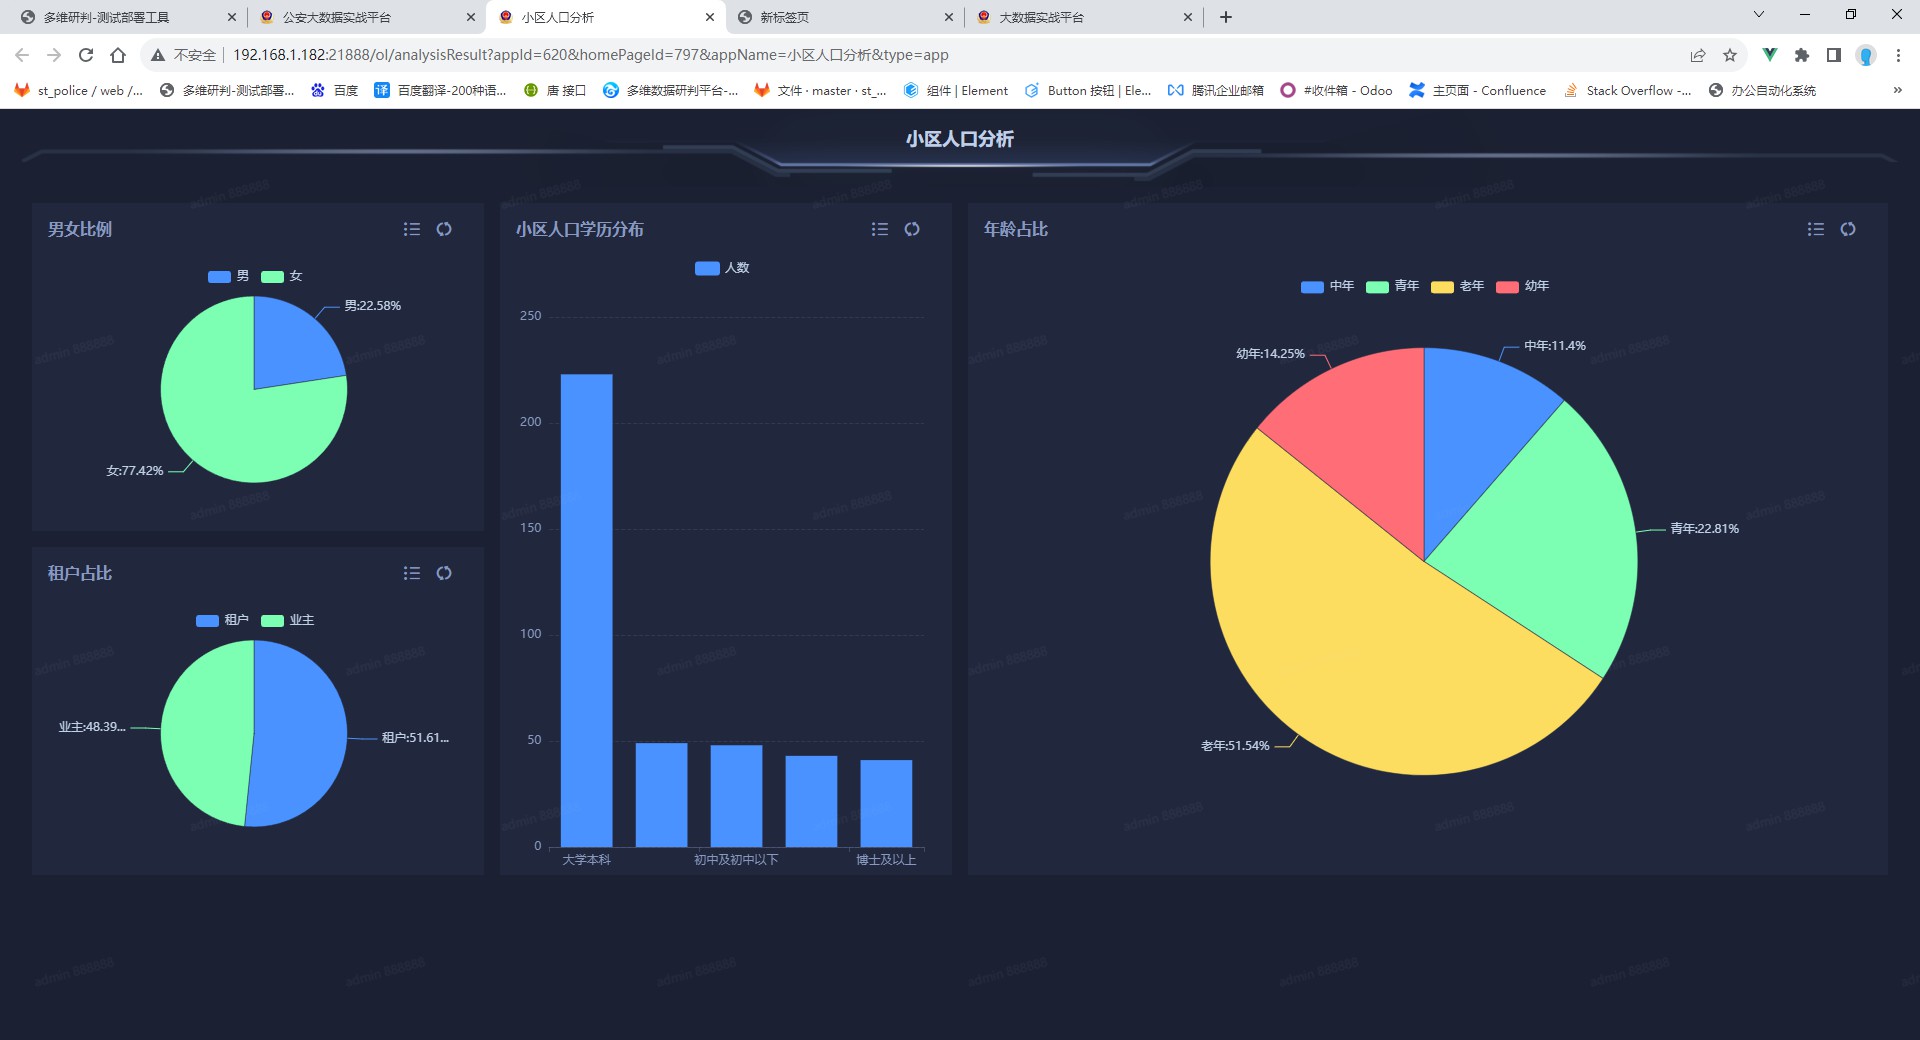 多维研判-测试部署工具
公安大数据实战平台
小区人口分析
新标签页
大数据实战平台
不安全
192.168.1.182:21888/ol/analysisResult?appId=620&homePageId=797&appName=小区人口分析&type=app
st_police / web /...
多维研判-测试部署...
百度
译
百度翻译-200种语...
唐 接口
多维数据研判平台-...
文件 · master · st_...
组件 | Element
Button 按钮 | Ele...
腾讯企业邮箱
#收件箱 - Odoo
主页面 - Confluence
Stack Overflow -...
办公自动化系统
小区人口分析
男女比例
男
女
男:22.58%
女:77.42%
租户占比
租户
业主
业主:48.39...
租户:51.61...
小区人口学历分布
人数
250
200
150
100
50
0
大学本科
初中及初中以下
博士及以上
年龄占比
中年
青年
老年
幼年
幼年:14.25%
中年:11.4%
青年:22.81%
老年:51.54%
admin 888888